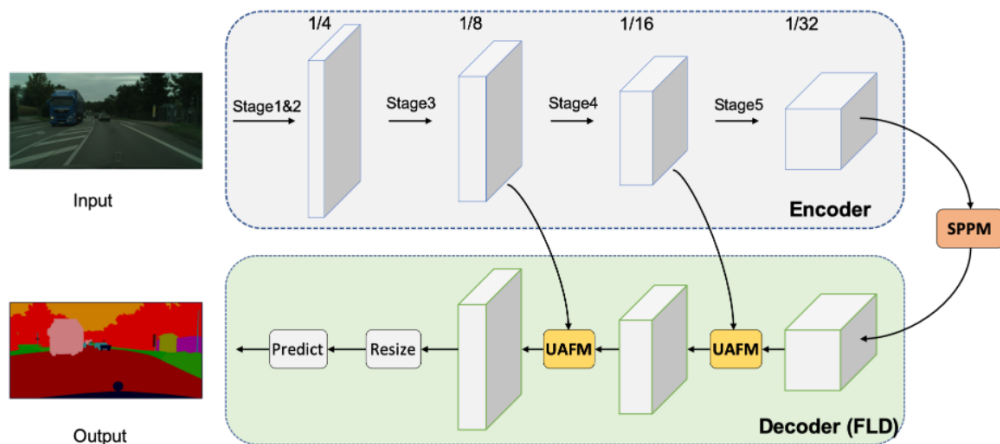 1/4
1/8
1/16
1/32
Stage1&2
Stage3
Stage4
Stage5
Input
Encoder
SPPM
Predict
Resize
UAFM
UAFM
Decoder (FLD)
Output